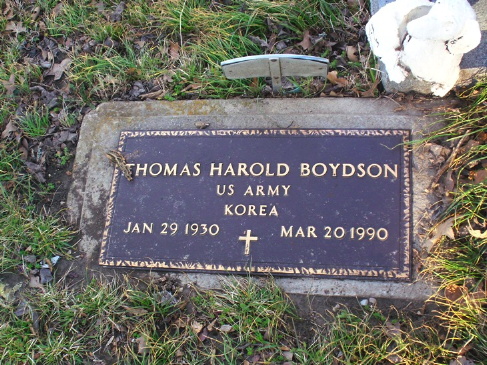 THOMAS HAROLD BOYDSON
US ARMY
KOREA
JAN 29 1930 MAR 20 1990